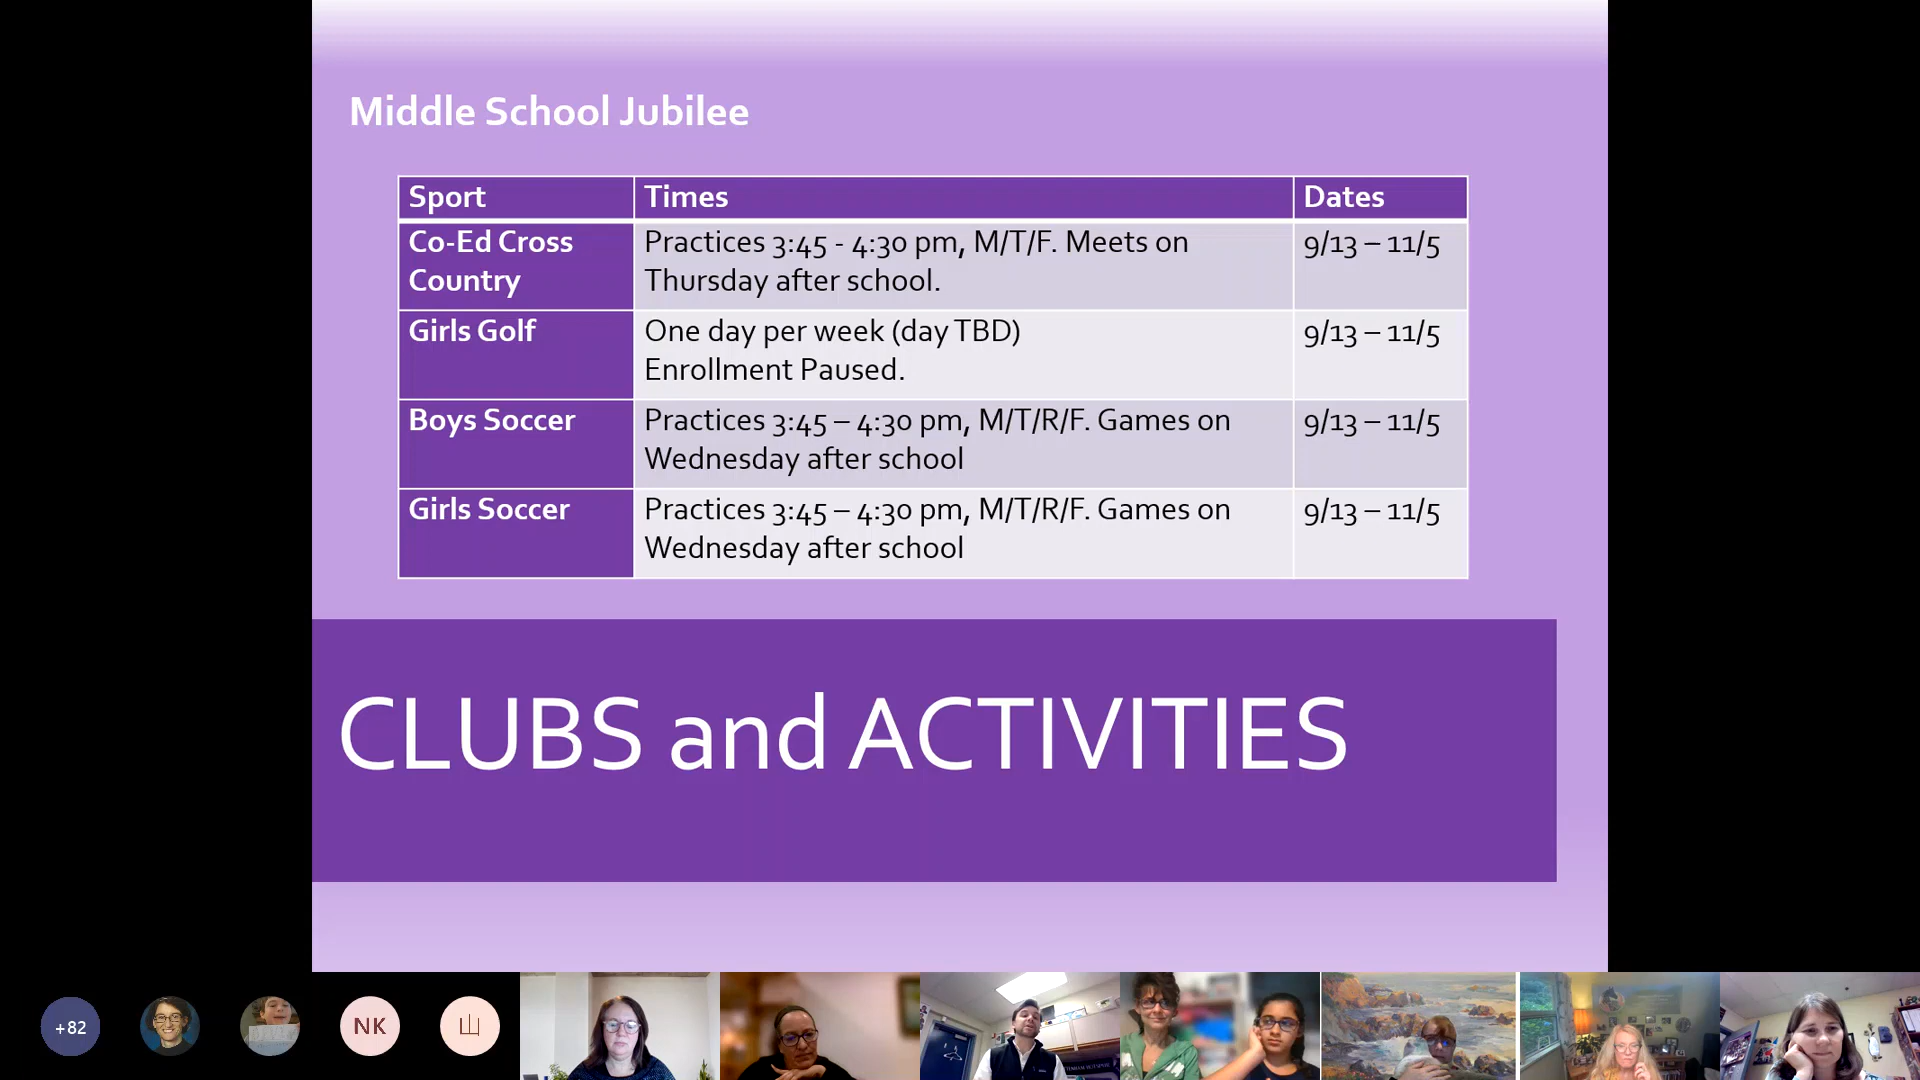 Middle School Jubilee
Sport Times Dates
Co-Ed Cross Country Practices 3:45 - 4:30 pm, M/T/F. Meets on Thursday after school. 9/13 – 11/5
Girls Golf One day per week (day TBD) Enrollment Paused. 9/13 – 11/5
Boys Soccer Practices 3:45 – 4:30 pm, M/T/R/F. Games on Wednesday after school 9/13 – 11/5
Girls Soccer Practices 3:45 – 4:30 pm, M/T/R/F. Games on Wednesday after school 9/13 – 11/5
CLUBS and ACTIVITIES
+82
NK
Ш